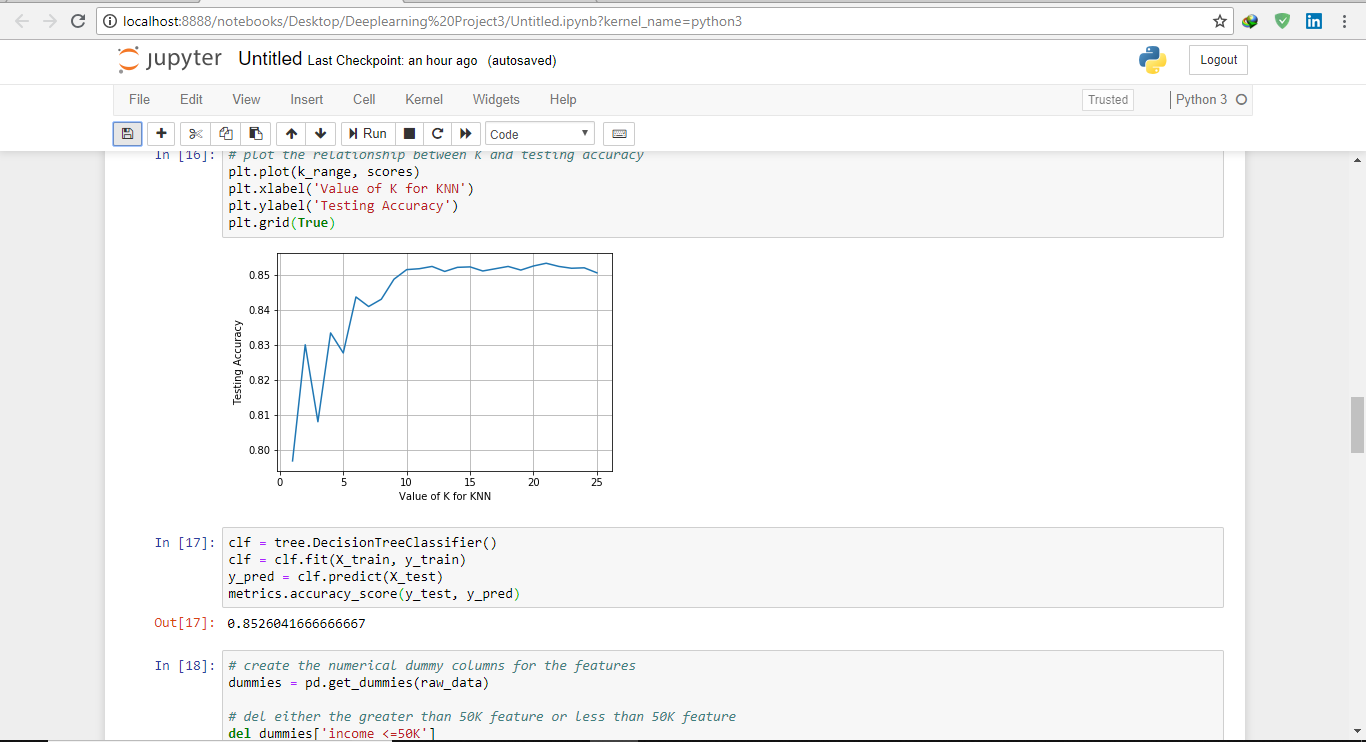 localhost:8888/notebooks/Desktop/Deeplearning%20Project3/Untitled.ipynb?kernel_name=python3
jupyter Untitled Last Checkpoint: an hour ago (autosaved)
Logout
File Edit View Insert Cell Kernel Widgets Help
Trusted
Python 3
Run
Code
In [16]: # plot the relationship between K and testing accuracy
plt.plot(k_range, scores)
plt.xlabel('Value of K for KNN')
plt.ylabel('Testing Accuracy')
plt.grid(True)
0.85
0.84
0.83
0.82
0.81
0.80
Testing Accuracy
0 5 10 15 20 25
Value of K for KNN
In [17]: clf = tree.DecisionTreeClassifier()
clf = clf.fit(X_train, y_train)
y_pred = clf.predict(X_test)
metrics.accuracy_score(y_test, y_pred)
Out[17]: 0.8526041666666667
In [18]: # create the numerical dummy columns for the features
dummies = pd.get_dummies(raw_data)
# del either the greater than 50K feature or less than 50K feature
del dummies['income <=50K']